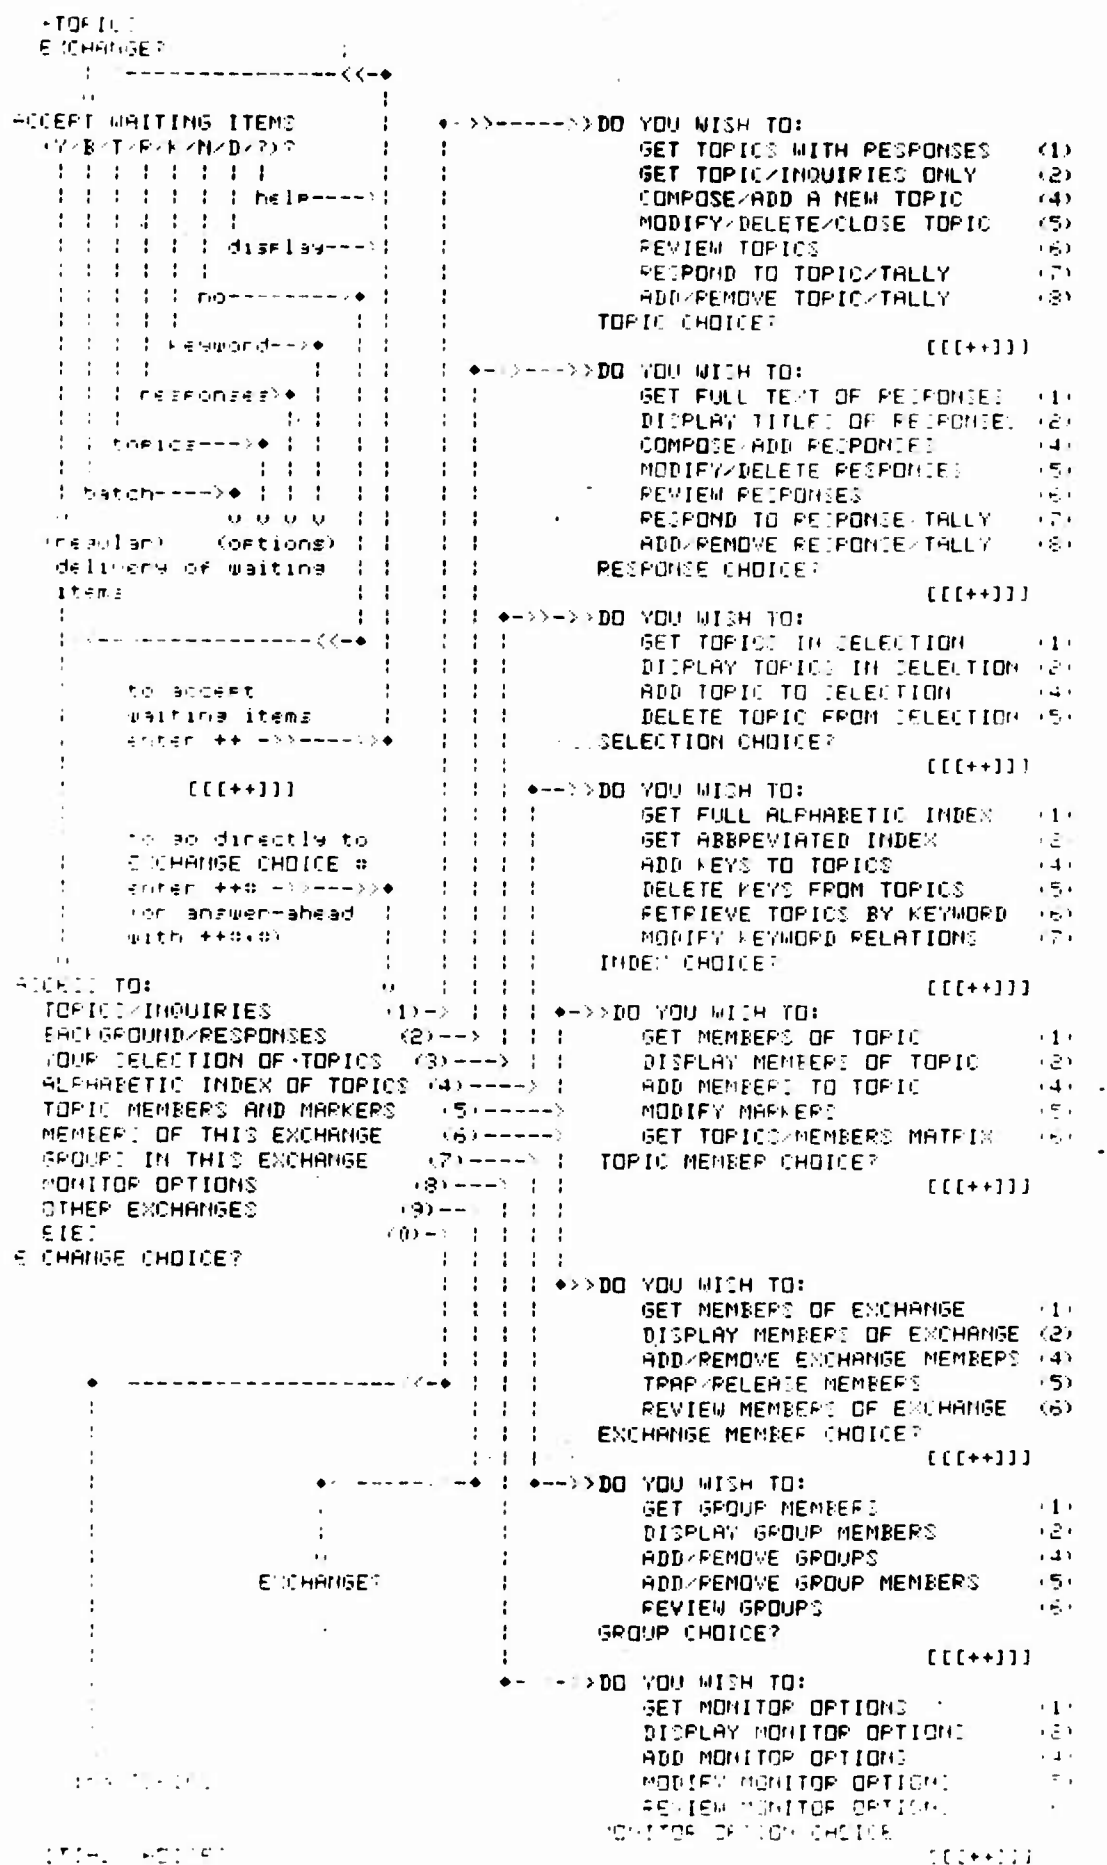 +TOPICS
EXCHANGE?
ACCEPT WAITING ITEMS
(Y/B/T/R/K/N/D/?)?
help---->
display--->
no--------->
keyword-->
responses>
topics--->
batch---->
(regular) (options)
delivery of waiting
items
to accept
waiting items
enter ++ ->>---->>
[[[++]]]
to go directly to
EXCHANGE CHOICE #
enter ++# ->>--->>
(or answer-ahead
with ++#,#)
ACCESS TO:
TOPICS/INQUIRIES (1)->
BACKGROUND/RESPONSES (2)-->
YOUR SELECTION OF TOPICS (3)--->
ALPHABETIC INDEX OF TOPICS (4)---->
TOPIC MEMBERS AND MARKERS (5)----->
MEMBERS OF THIS EXCHANGE (6)----->
GROUPS IN THIS EXCHANGE (7)---->
MONITOR OPTIONS (8)--->
OTHER EXCHANGES (9)--
EIES (0)->
EXCHANGE CHOICE?
EXCHANGE?
DO YOU WISH TO:
GET TOPICS WITH RESPONSES (1)
GET TOPIC/INQUIRIES ONLY (2)
COMPOSE/ADD A NEW TOPIC (4)
MODIFY/DELETE/CLOSE TOPIC (5)
REVIEW TOPICS (6)
RESPOND TO TOPIC/TALLY (7)
ADD/REMOVE TOPIC/TALLY (8)
TOPIC CHOICE?
[[[++]]]
DO YOU WISH TO:
GET FULL TEXT OF RESPONSES (1)
DISPLAY TITLES OF RESPONSES (2)
COMPOSE/ADD RESPONSES (4)
MODIFY/DELETE RESPONSES (5)
REVIEW RESPONSES (6)
RESPOND TO RESPONSE/TALLY (7)
ADD/REMOVE RESPONSE/TALLY (8)
RESPONSE CHOICE?
[[[++]]]
DO YOU WISH TO:
GET TOPICS IN SELECTION (1)
DISPLAY TOPICS IN SELECTION (2)
ADD TOPIC TO SELECTION (4)
DELETE TOPIC FROM SELECTION (5)
SELECTION CHOICE?
[[[++]]]
DO YOU WISH TO:
GET FULL ALPHABETIC INDEX (1)
GET ABBREVIATED INDEX (2)
ADD KEYS TO TOPICS (4)
DELETE KEYS FROM TOPICS (5)
RETRIEVE TOPICS BY KEYWORD (6)
MODIFY KEYWORD RELATIONS (7)
INDEX CHOICE?
[[[++]]]
DO YOU WISH TO:
GET MEMBERS OF TOPIC (1)
DISPLAY MEMBERS OF TOPIC (2)
ADD MEMBERS TO TOPIC (4)
MODIFY MARKERS (5)
GET TOPICS/MEMBERS MATRIX (6)
TOPIC MEMBER CHOICE?
[[[++]]]
DO YOU WISH TO:
GET MEMBERS OF EXCHANGE (1)
DISPLAY MEMBERS OF EXCHANGE (2)
ADD/REMOVE EXCHANGE MEMBERS (4)
TRAP/RELEASE MEMBERS (5)
REVIEW MEMBERS OF EXCHANGE (6)
EXCHANGE MEMBER CHOICE?
[[[++]]]
DO YOU WISH TO:
GET GROUP MEMBERS (1)
DISPLAY GROUP MEMBERS (2)
ADD/REMOVE GROUPS (4)
ADD/REMOVE GROUP MEMBERS (5)
REVIEW GROUPS (6)
GROUP CHOICE?
[[[++]]]
DO YOU WISH TO:
GET MONITOR OPTIONS (1)
DISPLAY MONITOR OPTIONS (2)
ADD MONITOR OPTIONS (4)
MODIFY MONITOR OPTIONS (5)
REVIEW MONITOR OPTIONS
MONITOR OPTION CHOICE
[[[++]]]